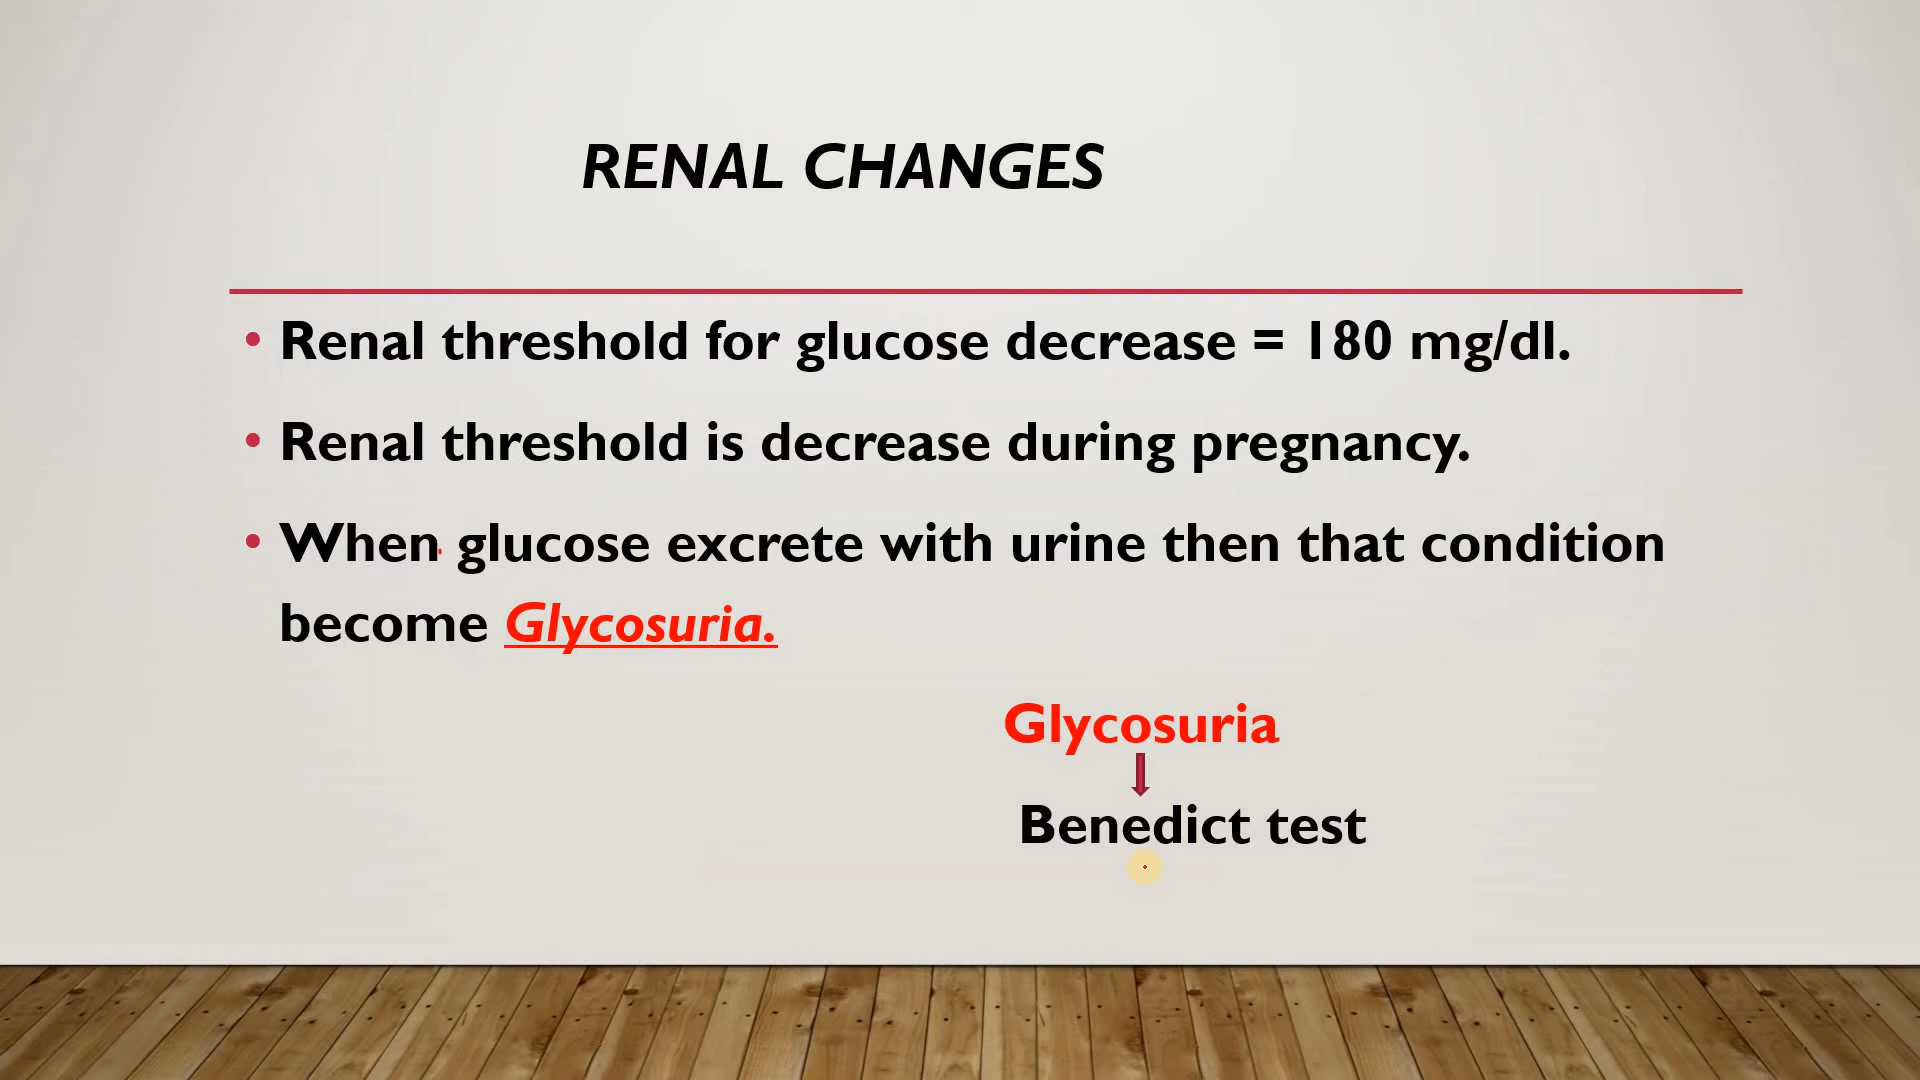 RENAL CHANGES
• Renal threshold for glucose decrease = 180 mg/dl.
• Renal threshold is decrease during pregnancy.
• When glucose excrete with urine then that condition
become Glycosuria.
Glycosuria
Benedict test